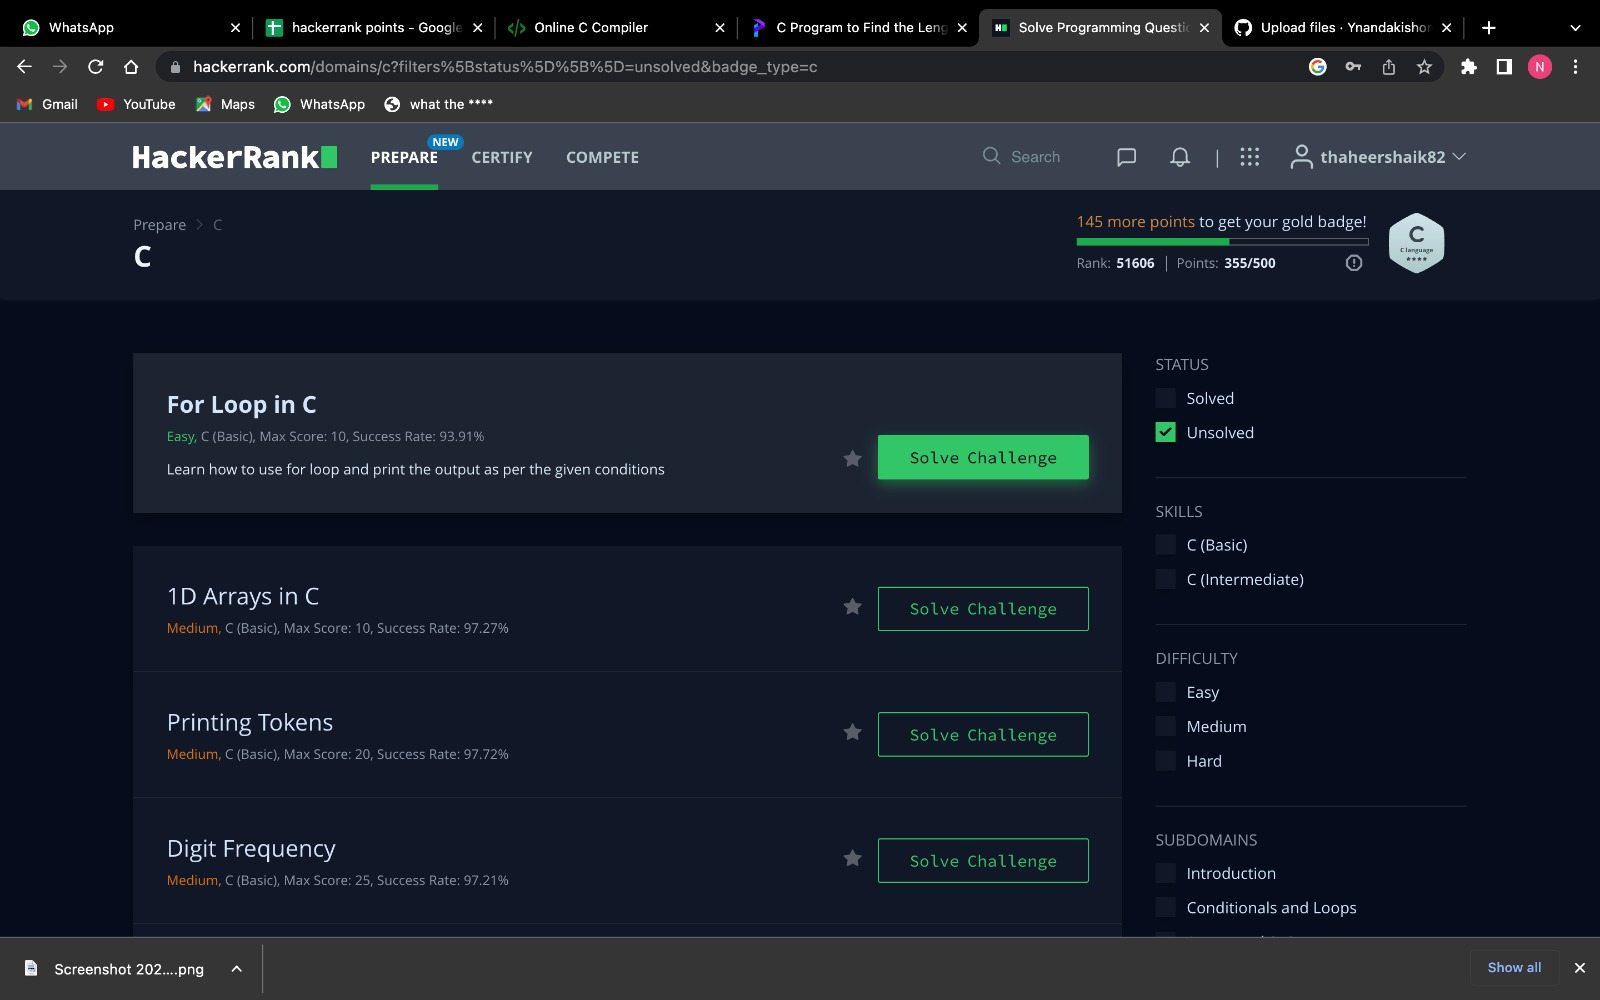 WhatsApp
hackerrank points - Google
Online C Compiler
C Program to Find the Leng
Solve Programming Questi
Upload files · Ynandakishor
hackerrank.com/domains/c?filters%5Bstatus%5D%5B%5D=unsolved&badge_type=c
N
Gmail
YouTube
Maps
WhatsApp
what the ****
HackerRank
PREPARE
NEW
CERTIFY
COMPETE
Search
thaheershaik82
Prepare > C
C
145 more points to get your gold badge!
Rank: 51606 | Points: 355/500
C
C language
****
For Loop in C
Easy, C (Basic), Max Score: 10, Success Rate: 93.91%
Learn how to use for loop and print the output as per the given conditions
Solve Challenge
1D Arrays in C
Medium, C (Basic), Max Score: 10, Success Rate: 97.27%
Solve Challenge
Printing Tokens
Medium, C (Basic), Max Score: 20, Success Rate: 97.72%
Solve Challenge
Digit Frequency
Medium, C (Basic), Max Score: 25, Success Rate: 97.21%
Solve Challenge
STATUS
Solved
Unsolved
SKILLS
C (Basic)
C (Intermediate)
DIFFICULTY
Easy
Medium
Hard
SUBDOMAINS
Introduction
Conditionals and Loops
Screenshot 202....png
Show all